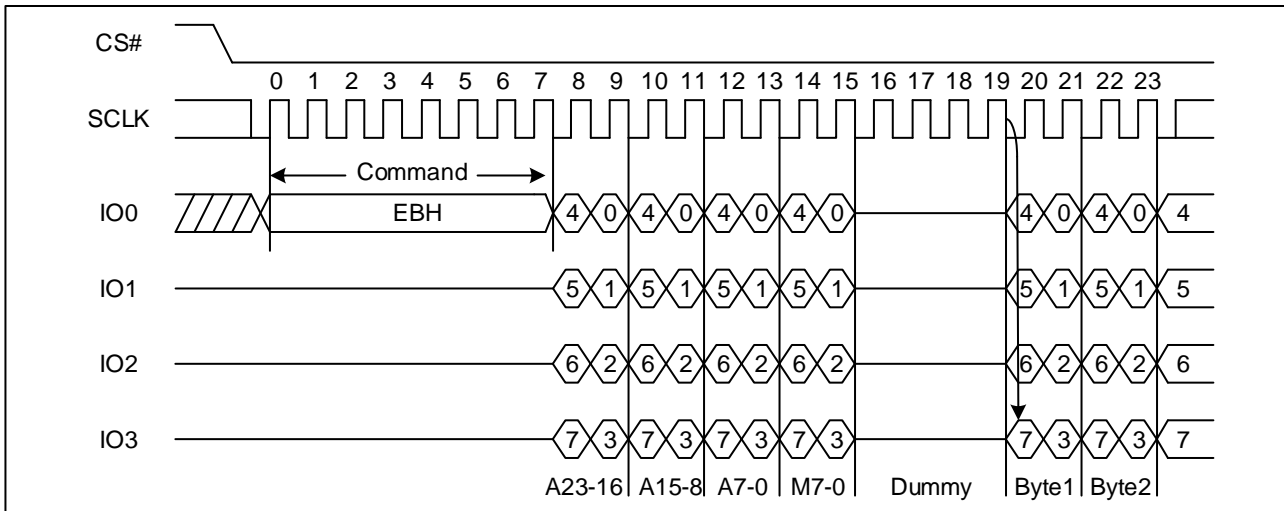 CS#
0 1 2 3 4 5 6 7 8 9 10 11 12 13 14 15 16 17 18 19 20 21 22 23
SCLK
Command
IO0 EBH 4 0 4 0 4 0 4 0 4 0 4 0 4
IO1 5 1 5 1 5 1 5 1 5 1 5 1 5
IO2 6 2 6 2 6 2 6 2 6 2 6 2 6
IO3 7 3 7 3 7 3 7 3 7 3 7 3 7
A23-16 A15-8 A7-0 M7-0 Dummy Byte1 Byte2